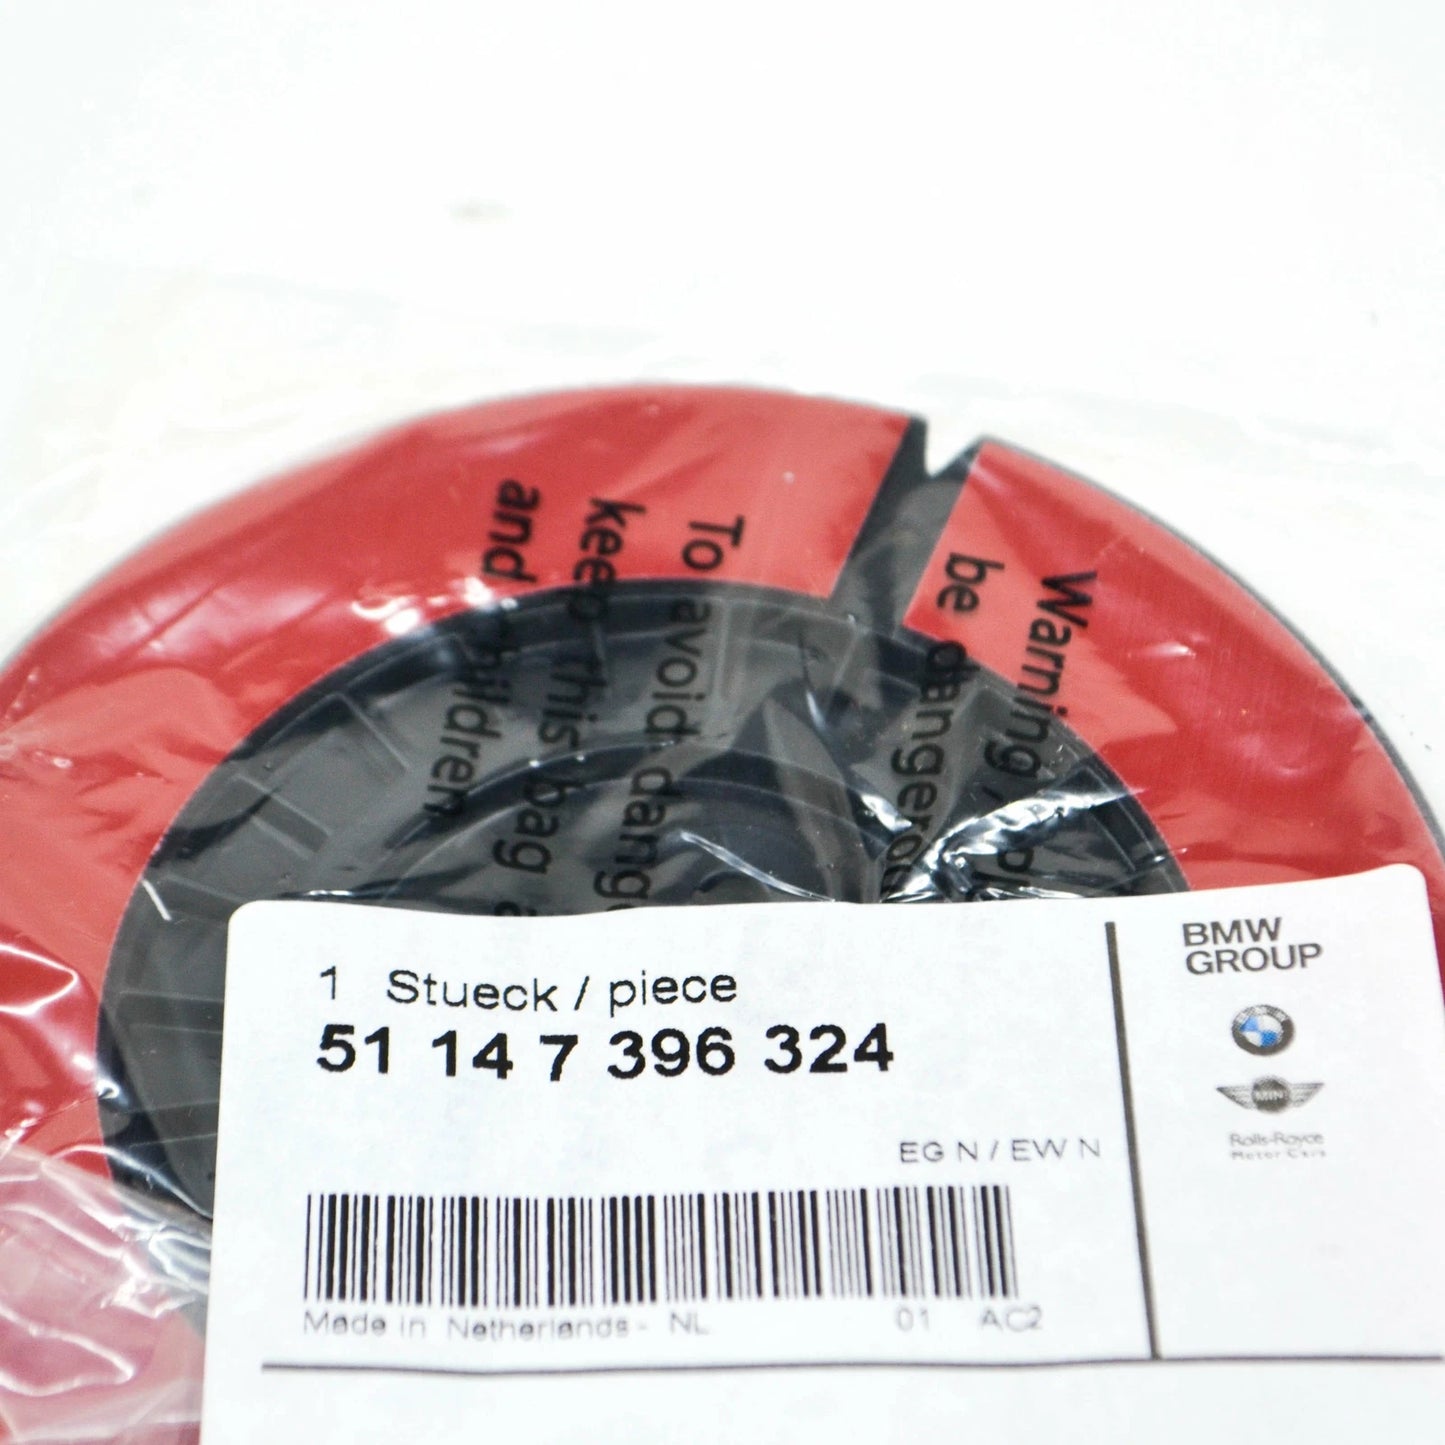 To avoid dang
keep this bag a
and children
Warning
be dangero
1 Stueck / piece
51 14 7 396 324
EG N / EW N
Made in Netherlands - NL 01 AC2
BMW
GROUP
MINI
Rolls-Royce
Motor Cars